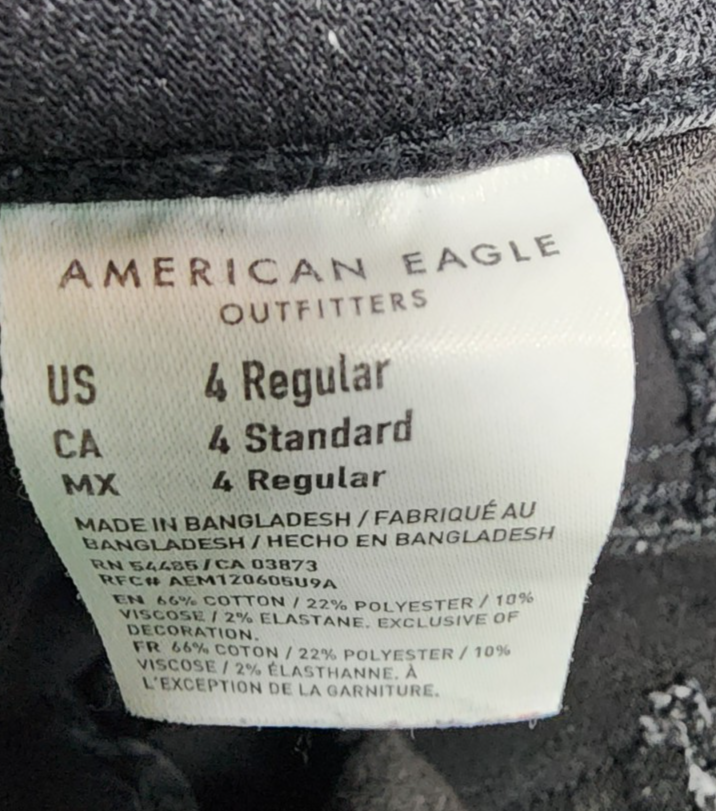 AMERICAN EAGLE
OUTFITTERS
US 4 Regular
CA 4 Standard
MX 4 Regular
MADE IN BANGLADESH / FABRIQUÉ AU
BANGLADESH / HECHO EN BANGLADESH
RN 54485 / CA 03873
RFC# AEM120605U9A
EN 66% COTTON / 22% POLYESTER / 10%
VISCOSE / 2% ELASTANE. EXCLUSIVE OF
DECORATION.
FR 66% COTON / 22% POLYESTER / 10%
VISCOSE / 2% ÉLASTHANNE. À
L'EXCEPTION DE LA GARNITURE.